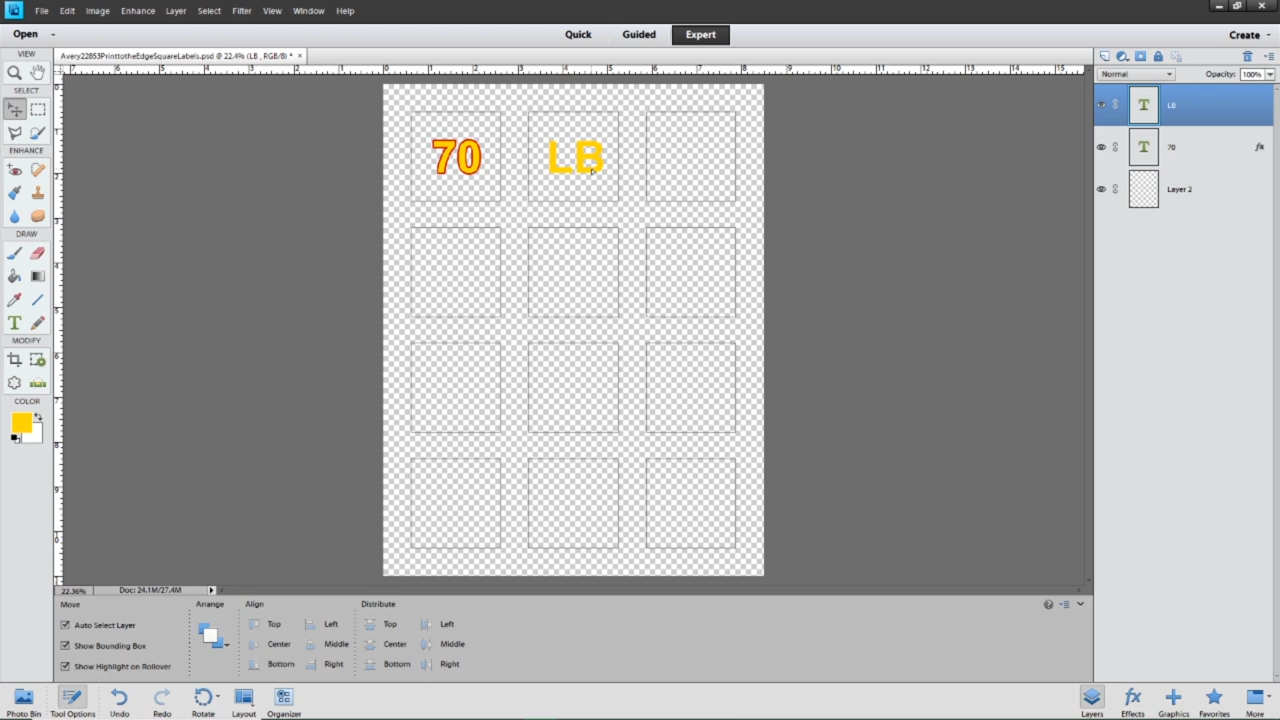 File Edit Image Enhance Layer Select Filter View Window Help
Open Quick Guided Expert Create
Avery22853PrinttotheEdgeSquareLabels.psd @ 22.4% (LB , RGB/8) * ×
VIEW
SELECT
ENHANCE
DRAW
MODIFY
COLOR
70 LB
Normal Opacity: 100%
LB
70 fx
Layer 2
22.36% Doc: 24.1M/27.4M
Move Arrange Align Distribute
Auto Select Layer Top Left Top Left
Show Bounding Box Center Middle Center Middle
Show Highlight on Rollover Bottom Right Bottom Right
Photo Bin Tool Options Undo Redo Rotate Layout Organizer Layers Effects Graphics Favorites More